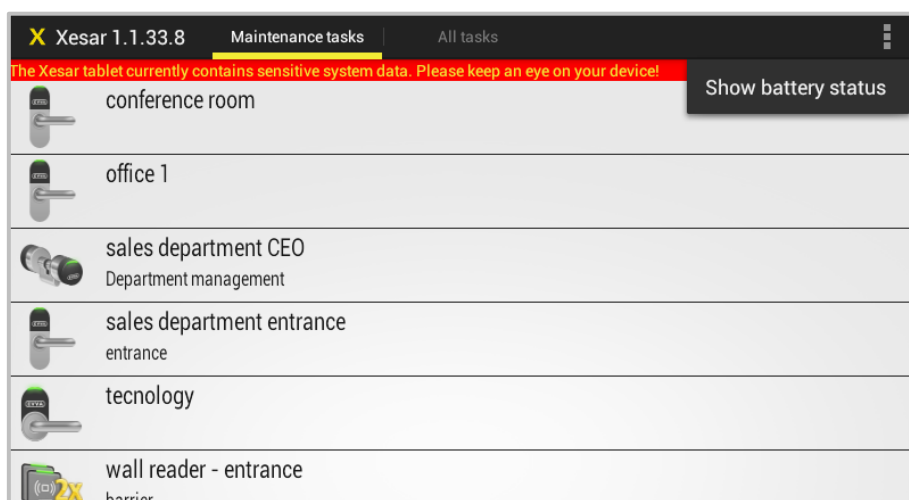 X Xesar 1.1.33.8 Maintenance tasks All tasks
The Xesar tablet currently contains sensitive system data. Please keep an eye on your device!
Show battery status
conference room
office 1
sales department CEO
Department management
sales department entrance
entrance
tecnology
wall reader - entrance
2X
barrier